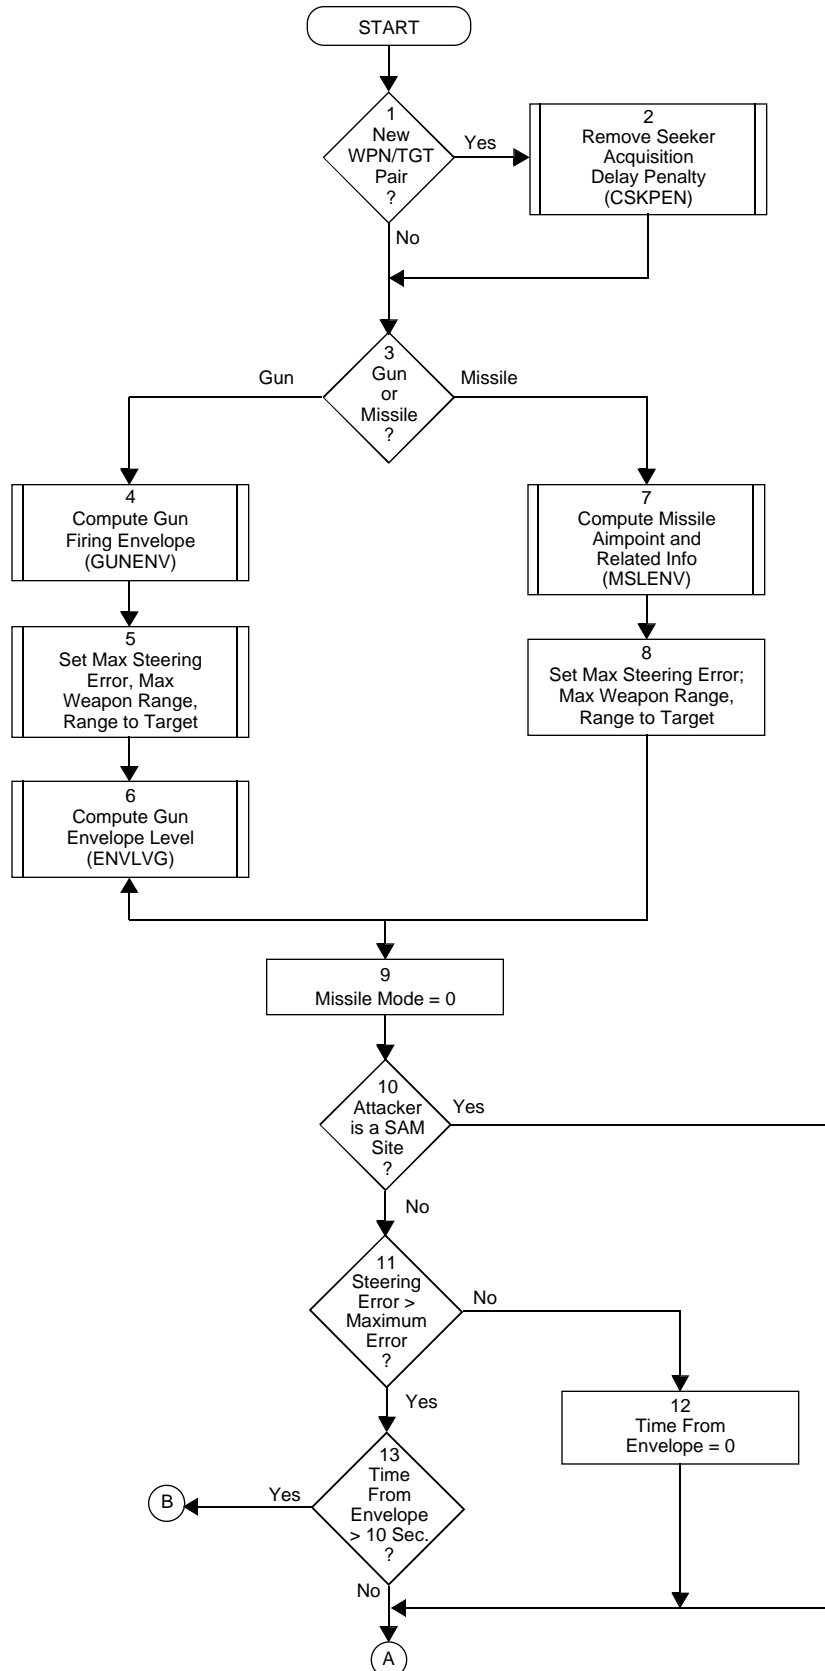 START
1
New
WPN/TGT
Pair
?
Yes
2
Remove Seeker
Acquisition
Delay Penalty
(CSKPEN)
No
3
Gun
or
Missile
?
Gun
Missile
4
Compute Gun
Firing Envelope
(GUNENV)
7
Compute Missile
Aimpoint and
Related Info
(MSLENV)
5
Set Max Steering
Error, Max
Weapon Range,
Range to Target
8
Set Max Steering Error;
Max Weapon Range,
Range to Target
6
Compute Gun
Envelope Level
(ENVLVG)
9
Missile Mode = 0
10
Attacker
is a SAM
Site
?
Yes
No
11
Steering
Error >
Maximum
Error
?
No
Yes
12
Time From
Envelope = 0
13
Time
From
Envelope
> 10 Sec.
?
Yes
B
No
A